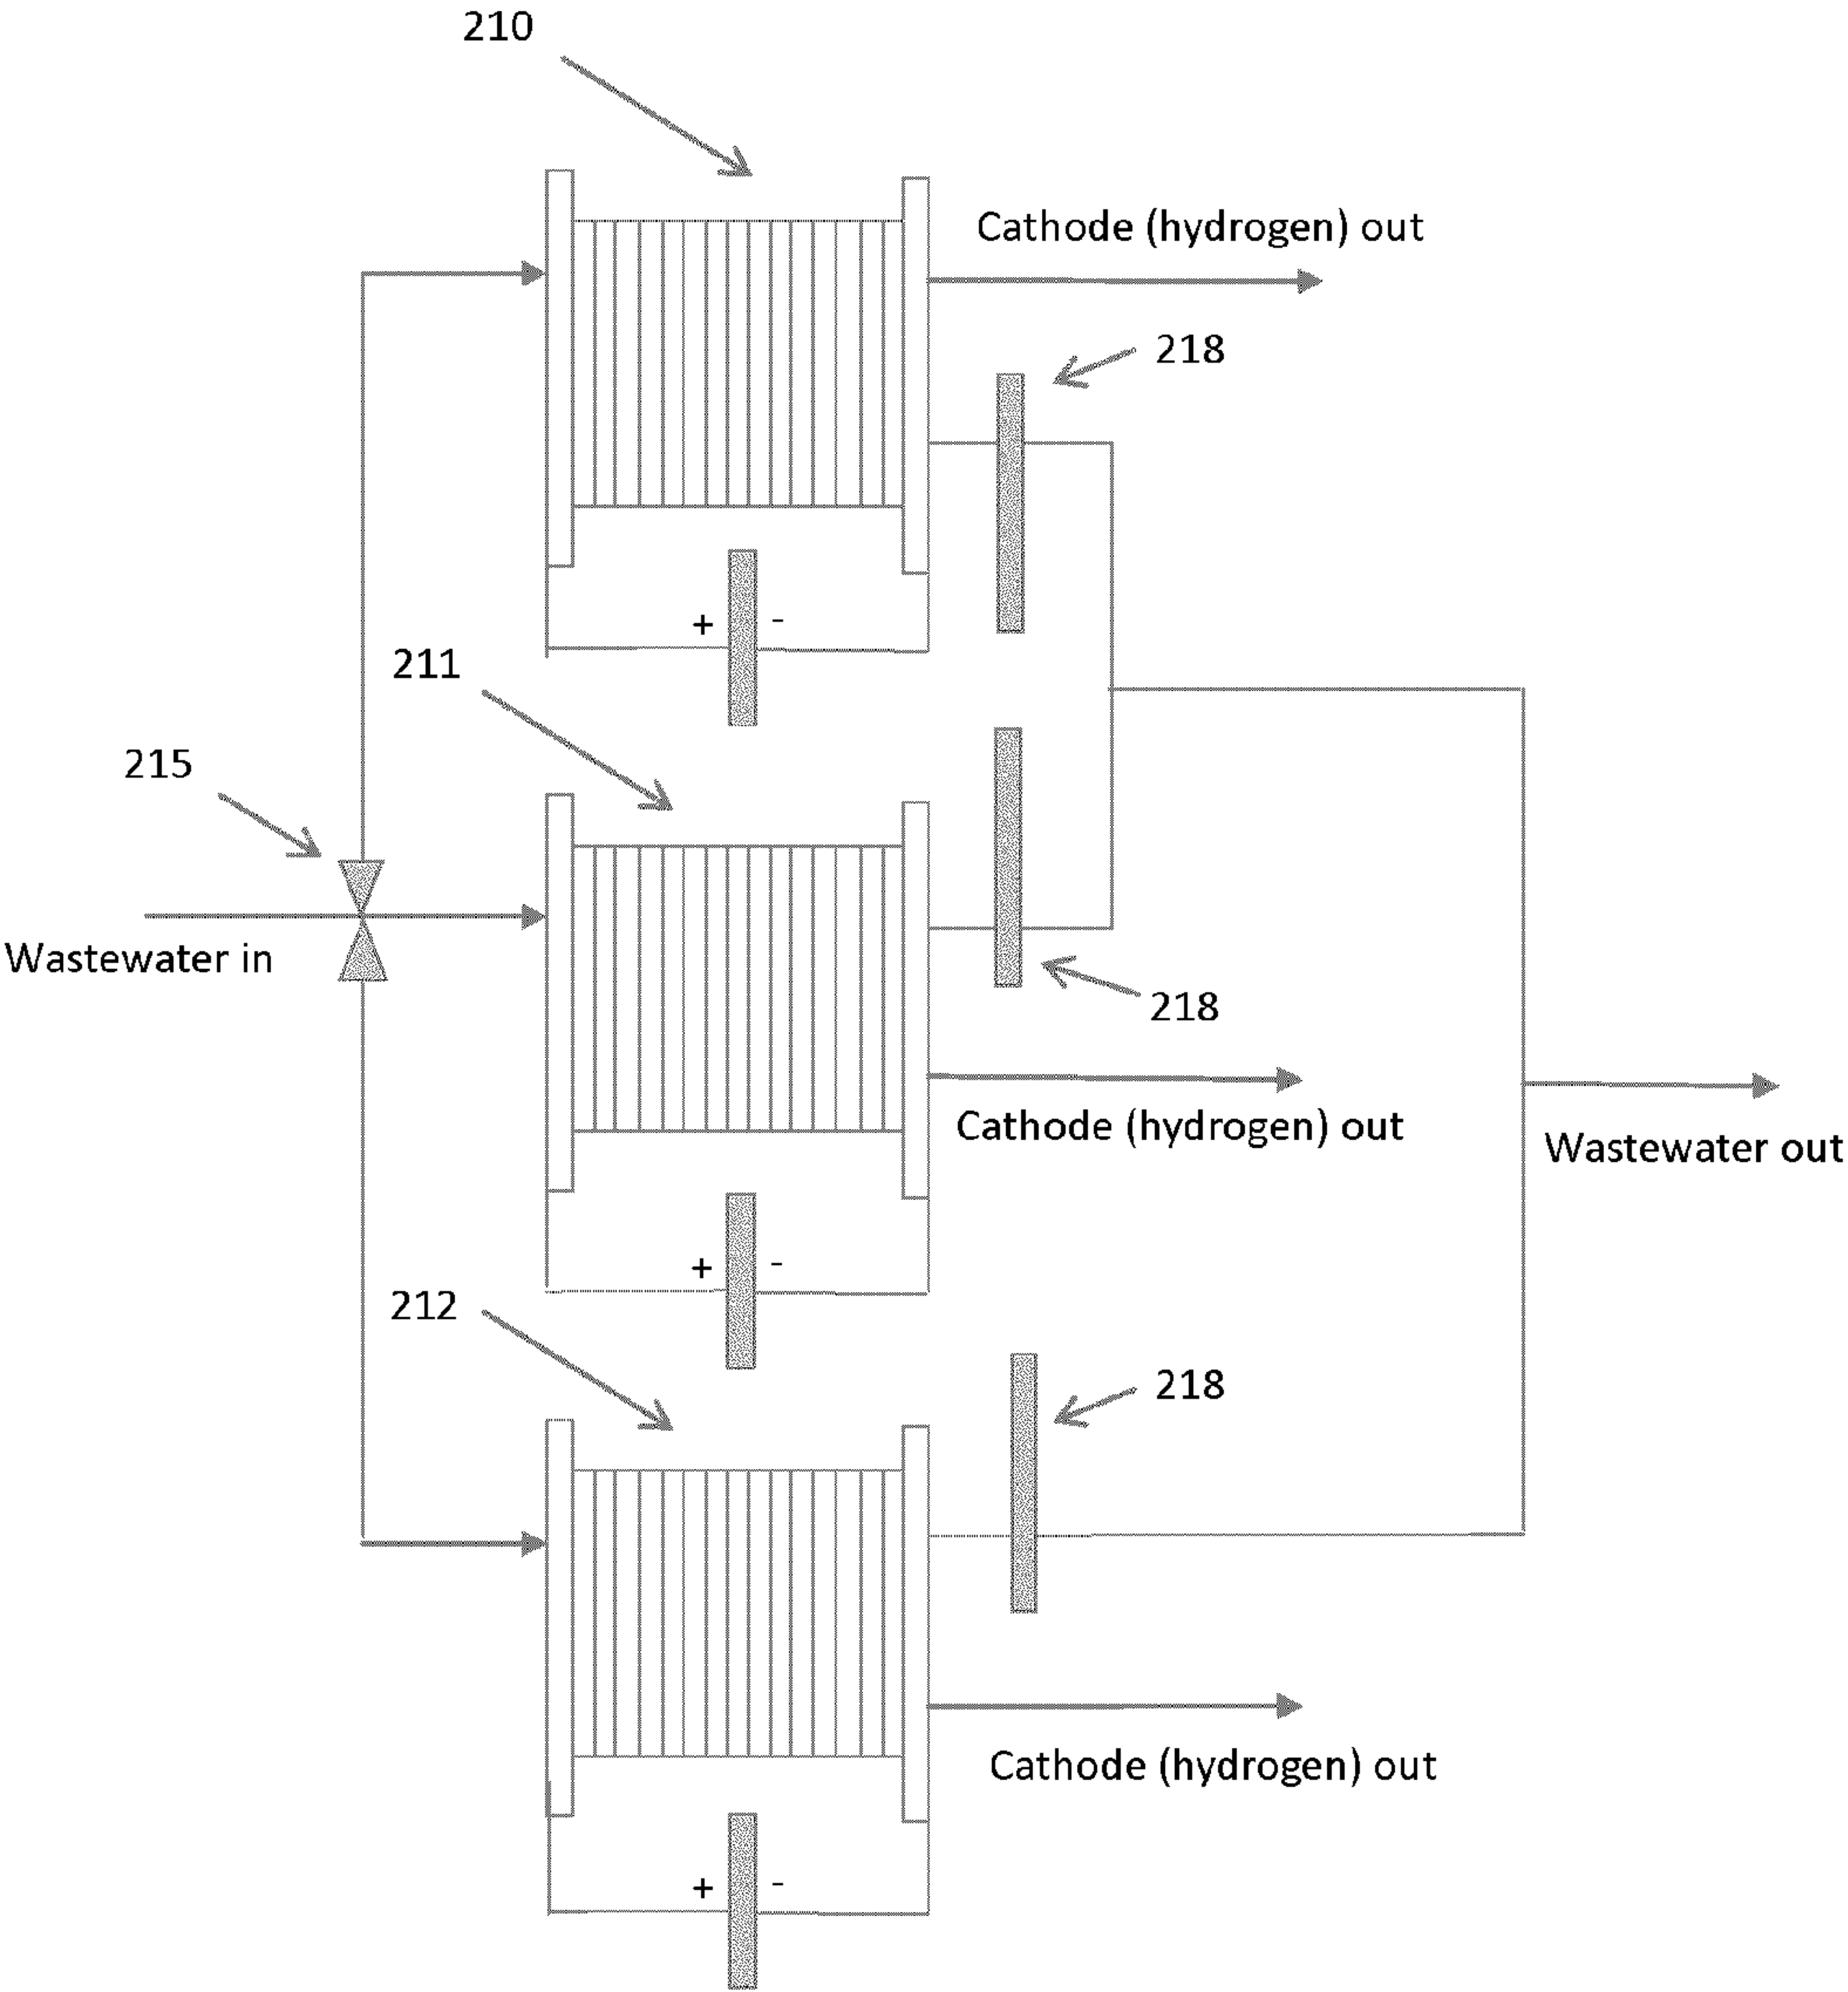 210
Cathode (hydrogen) out
218
+ -
211
215
Wastewater in
218
Cathode (hydrogen) out
Wastewater out
+ -
212
218
Cathode (hydrogen) out
+ -